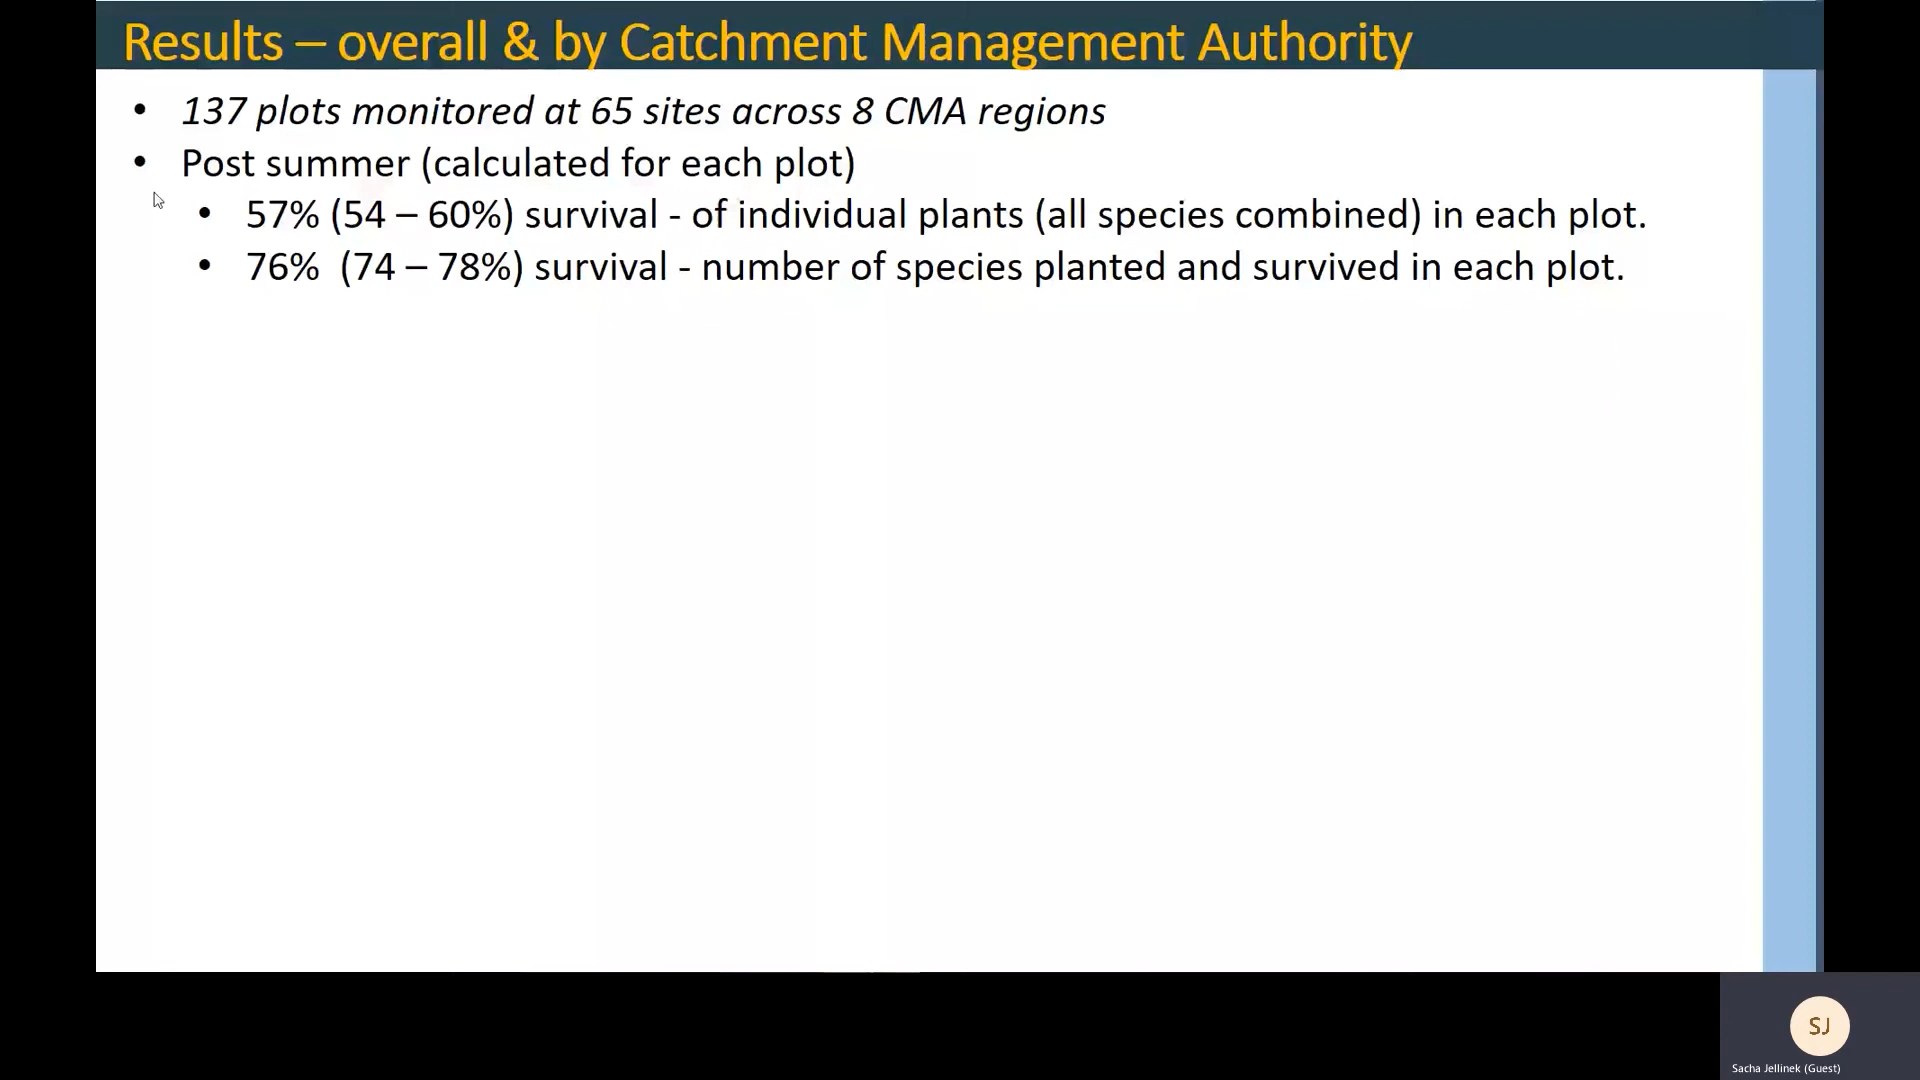 Results – overall & by Catchment Management Authority
• 137 plots monitored at 65 sites across 8 CMA regions
• Post summer (calculated for each plot)
• 57% (54 – 60%) survival - of individual plants (all species combined) in each plot.
• 76% (74 – 78%) survival - number of species planted and survived in each plot.
SJ
Sacha Jellinek (Guest)